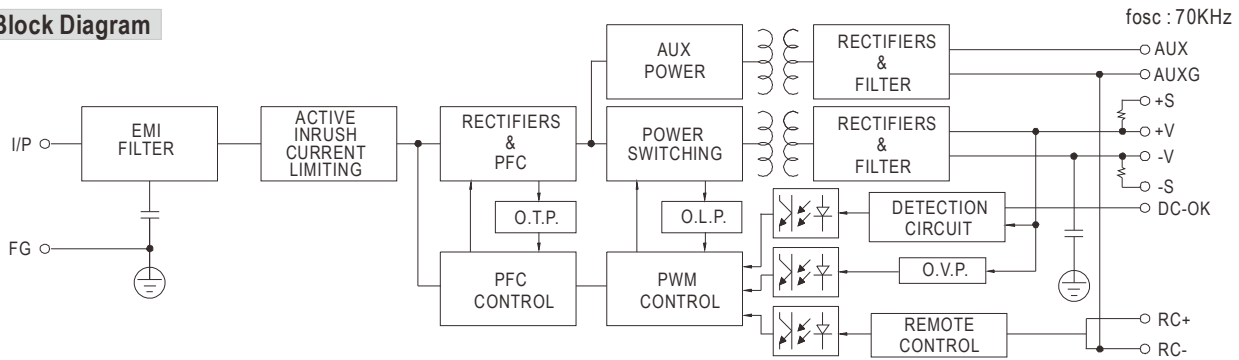 Block Diagram
fosc : 70KHz
AUX
POWER
RECTIFIERS
&
FILTER
AUX
AUXG
I/P
EMI
FILTER
ACTIVE
INRUSH
CURRENT
LIMITING
RECTIFIERS
&
PFC
POWER
SWITCHING
RECTIFIERS
&
FILTER
+S
+V
-V
-S
FG
O.T.P.
O.L.P.
DETECTION
CIRCUIT
DC-OK
PFC
CONTROL
PWM
CONTROL
O.V.P.
REMOTE
CONTROL
RC+
RC-